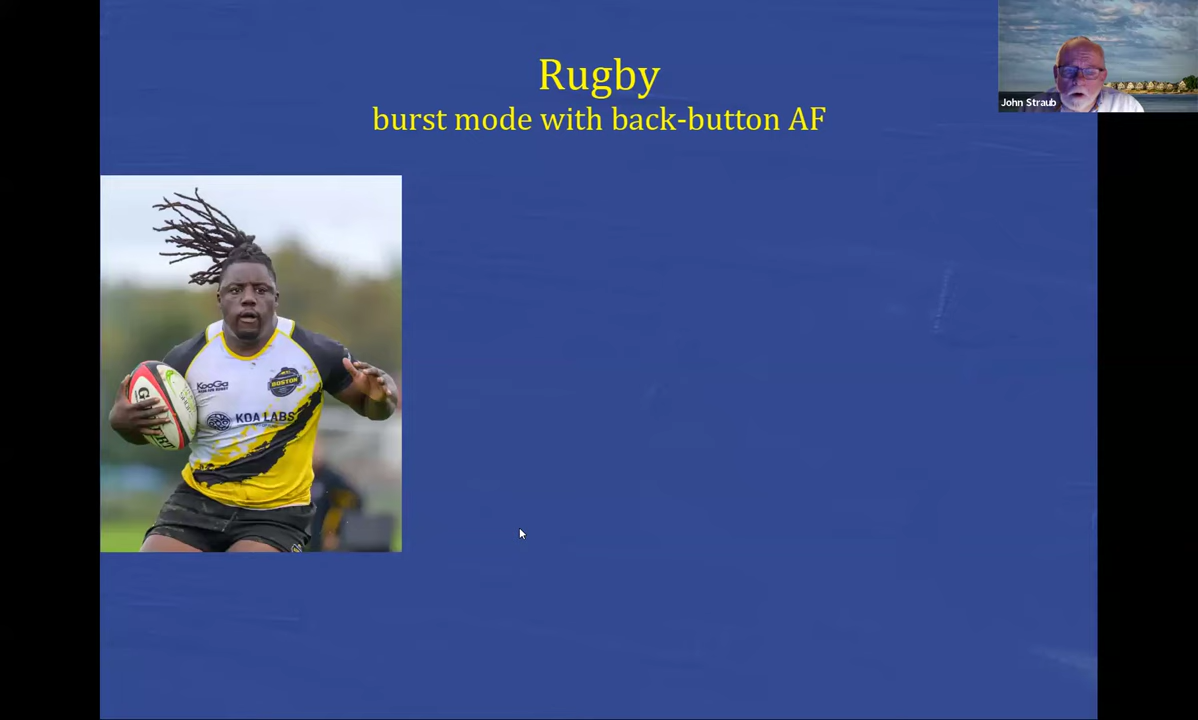 Rugby
burst mode with back-button AF
John Straub
KooGa
BOSTON
KOA LABS